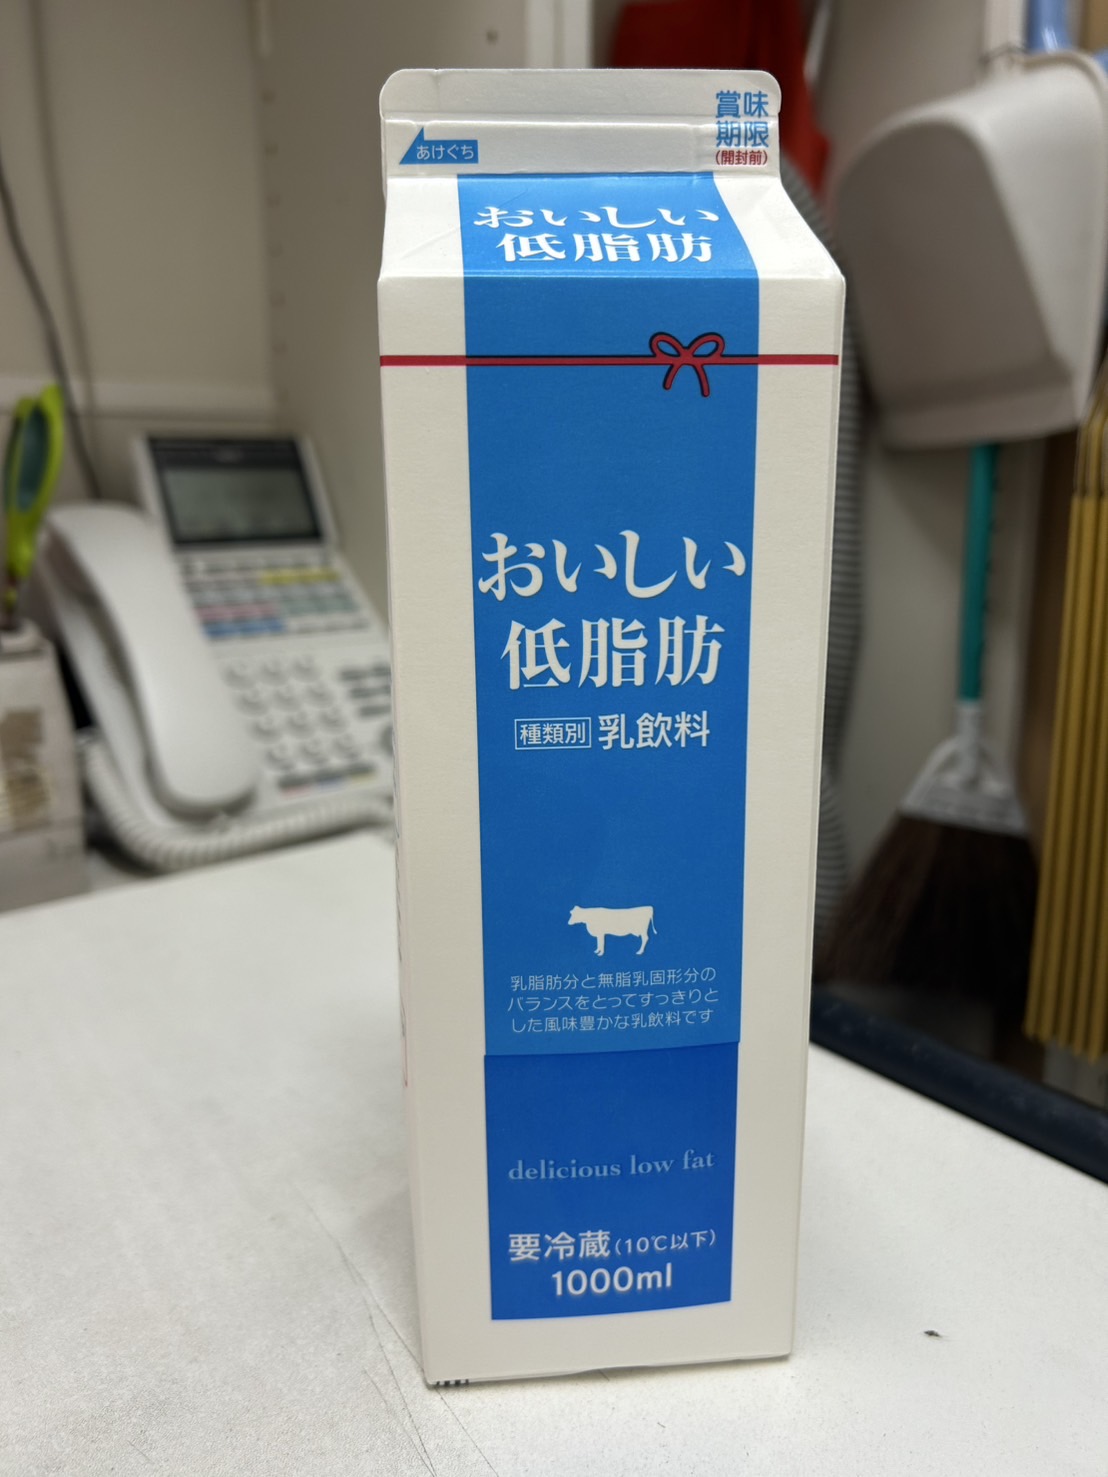 賞味
期限
(開封前)
あけぐち
おいしい
低脂肪
おいしい
低脂肪
種類別 乳飲料
乳脂肪分と無脂乳固形分の
バランスをとってすっきりと
した風味豊かな乳飲料です
delicious low fat
要冷蔵(10℃以下)
1000ml